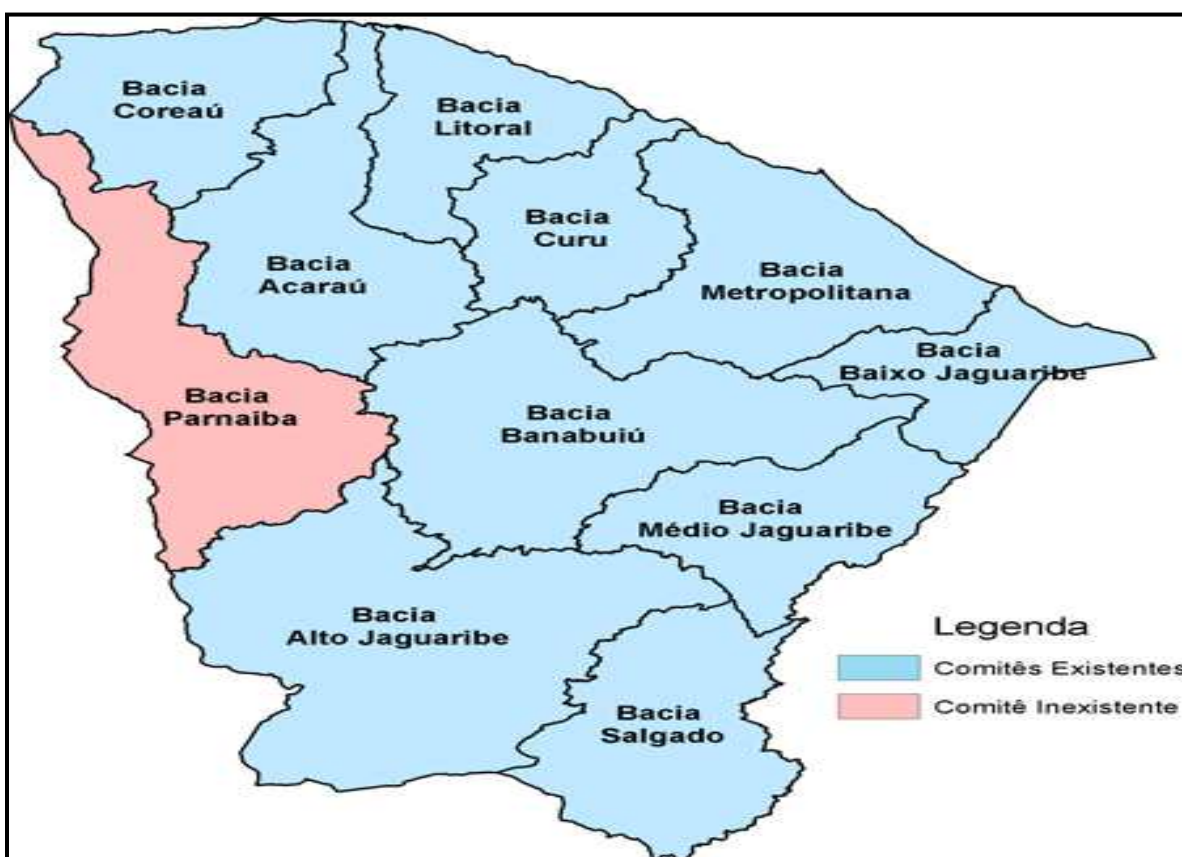 Bacia
Coreaú
Bacia
Litoral
Bacia
Curu
Bacia
Acaraú
Bacia
Metropolitana
Bacia
Baixo Jaguaribe
Bacia
Parnaiba
Bacia
Banabuiú
Bacia
Médio Jaguaribe
Bacia
Alto Jaguaribe
Bacia
Salgado
Legenda
Comitês Existentes
Comitê Inexistente